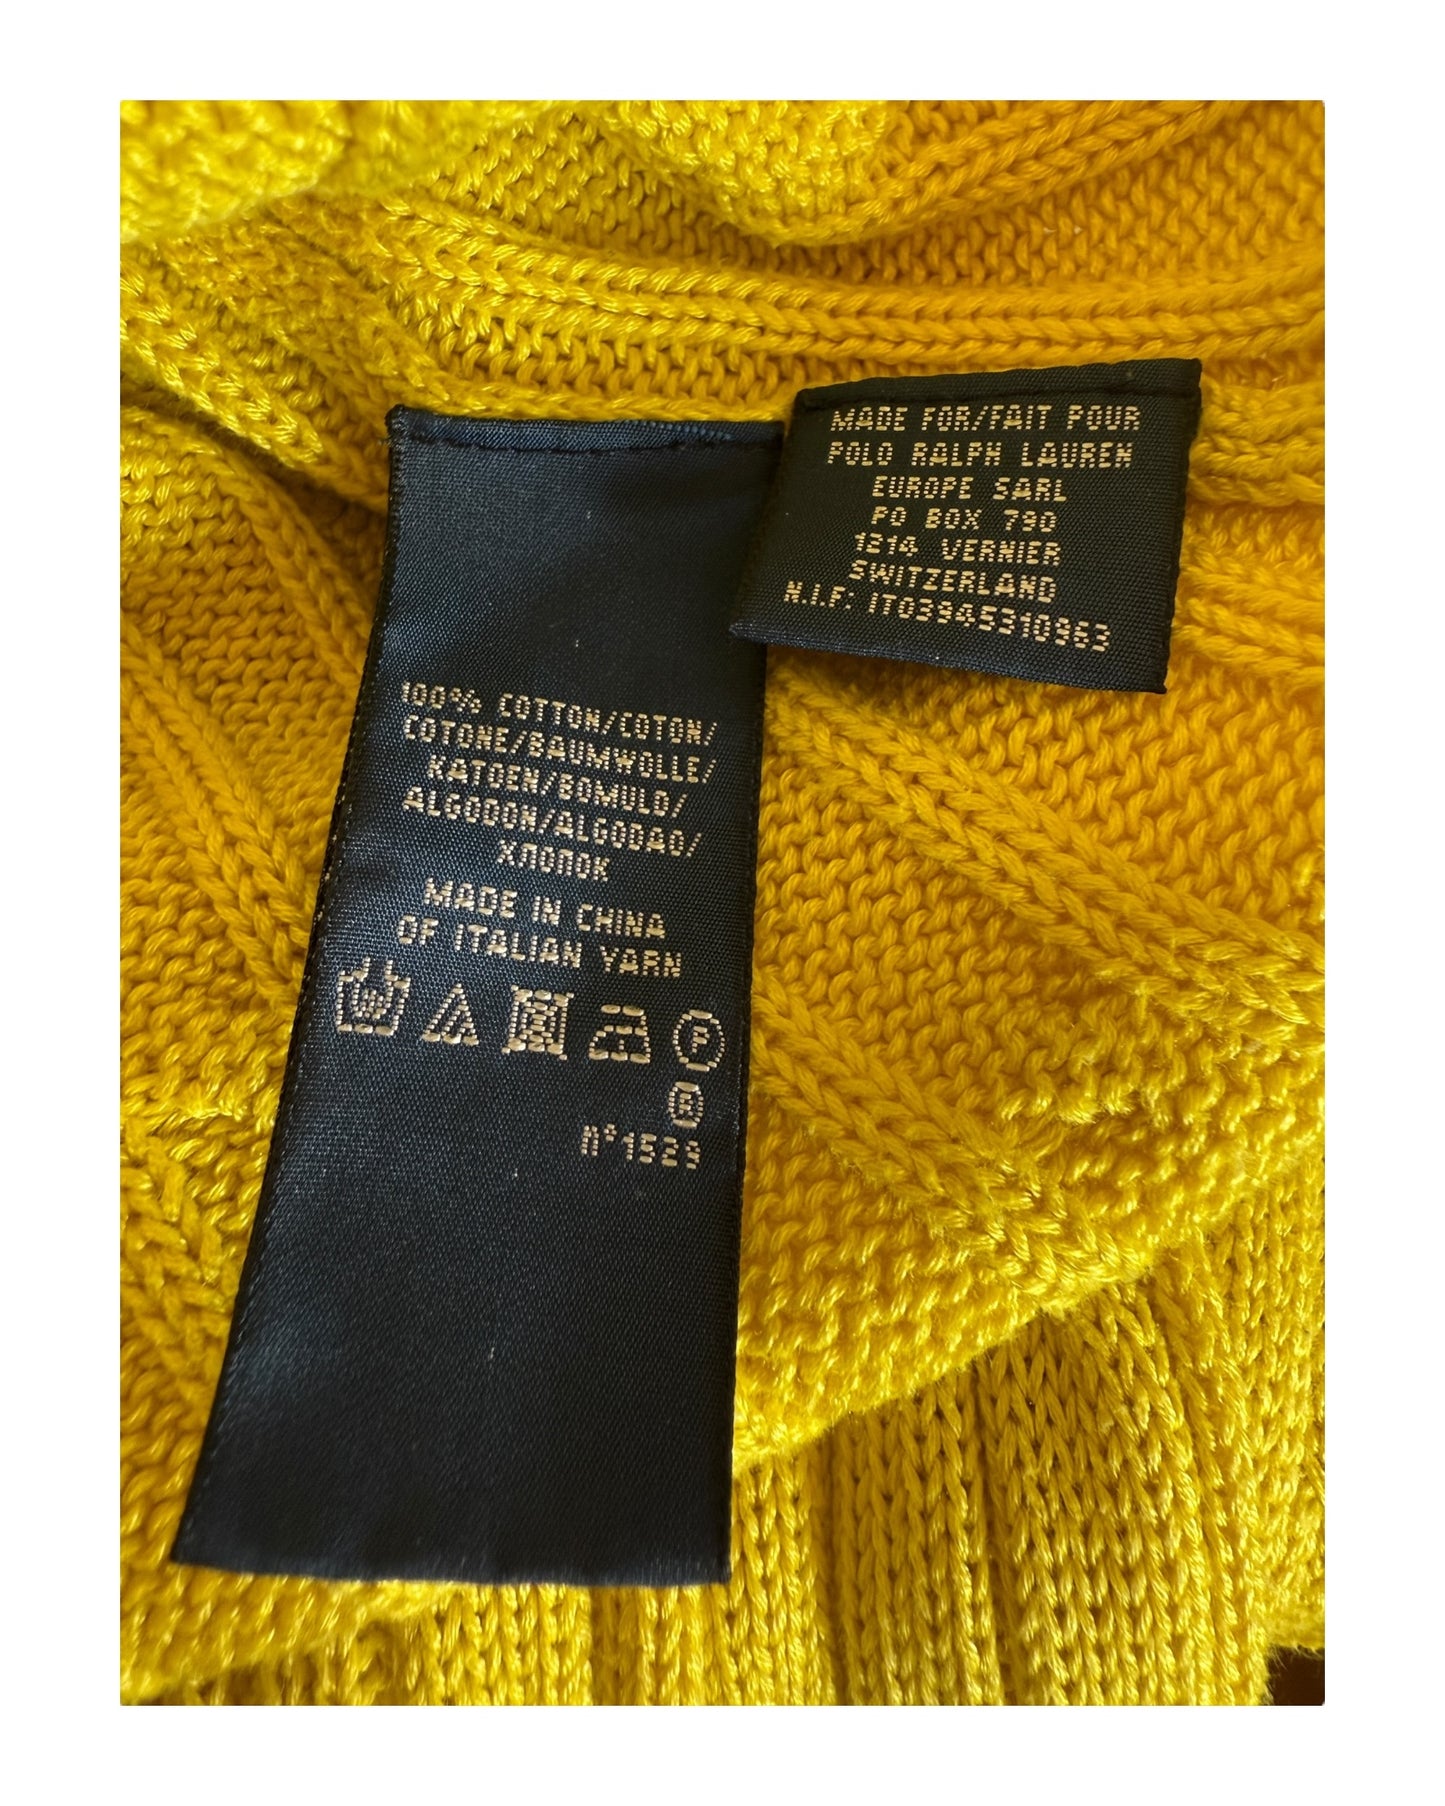 MADE FOR/FAIT POUR
POLO RALPH LAUREN
EUROPE SARL
PO BOX 790
1214 VERNIER
SWITZERLAND
N.I.F: IT03945310963
100% COTTON/COTON/
COTONE/BAUMWOLLE/
KATOEN/BOMULD/
ALGODON/ALGODAO/
ХЛОПОК
MADE IN CHINA
OF ITALIAN YARN
F
R
n°1529